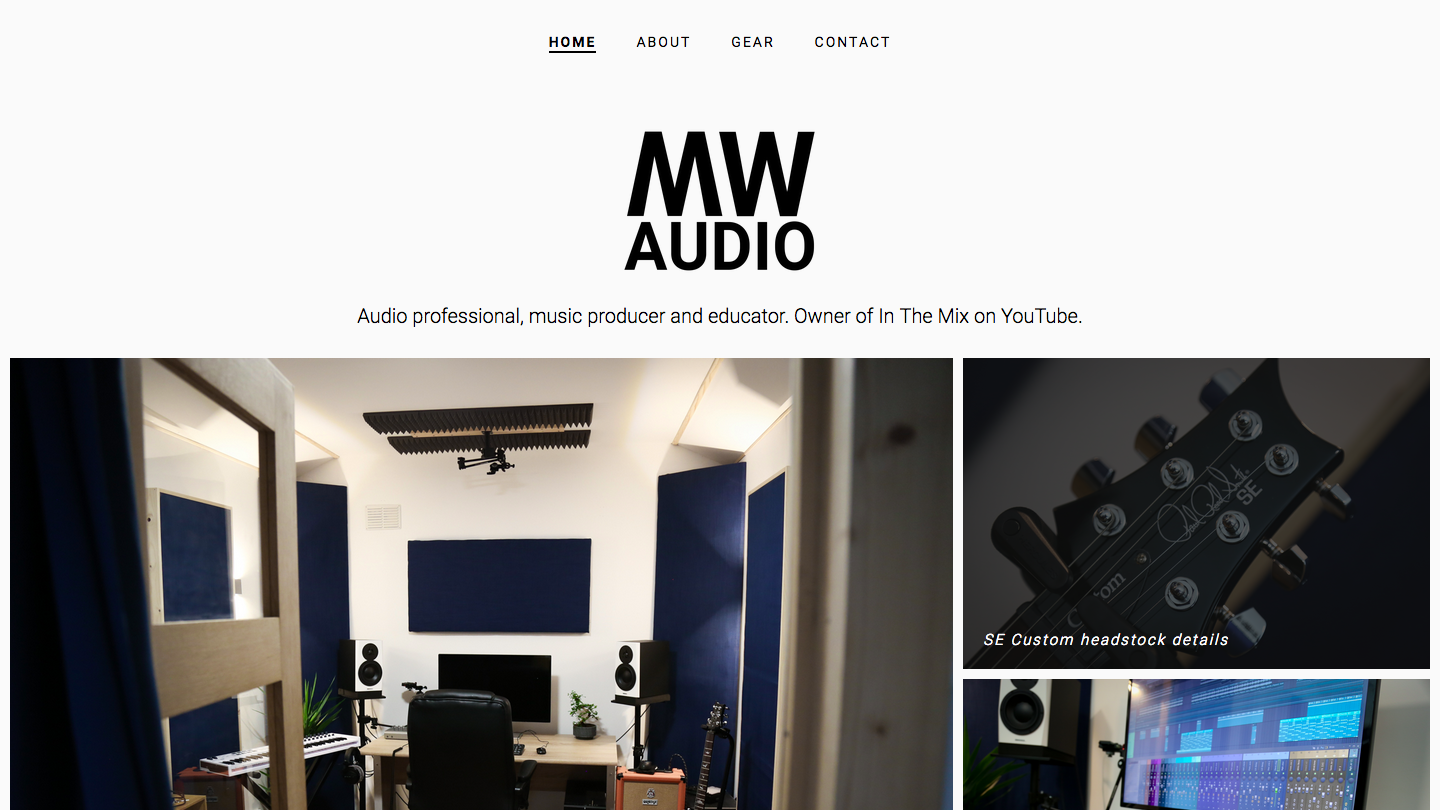 HOME
ABOUT
GEAR
CONTACT
MW
AUDIO
Audio professional, music producer and educator. Owner of In The Mix on YouTube.
SE
SE Custom headstock details